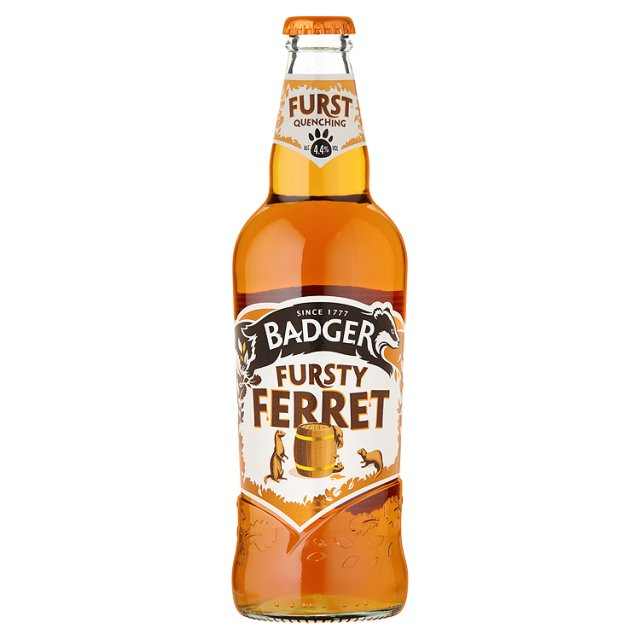 FURST
QUENCHING
ALC 4.4% VOL
SINCE 1777
BADGER
FURSTY
FERRET